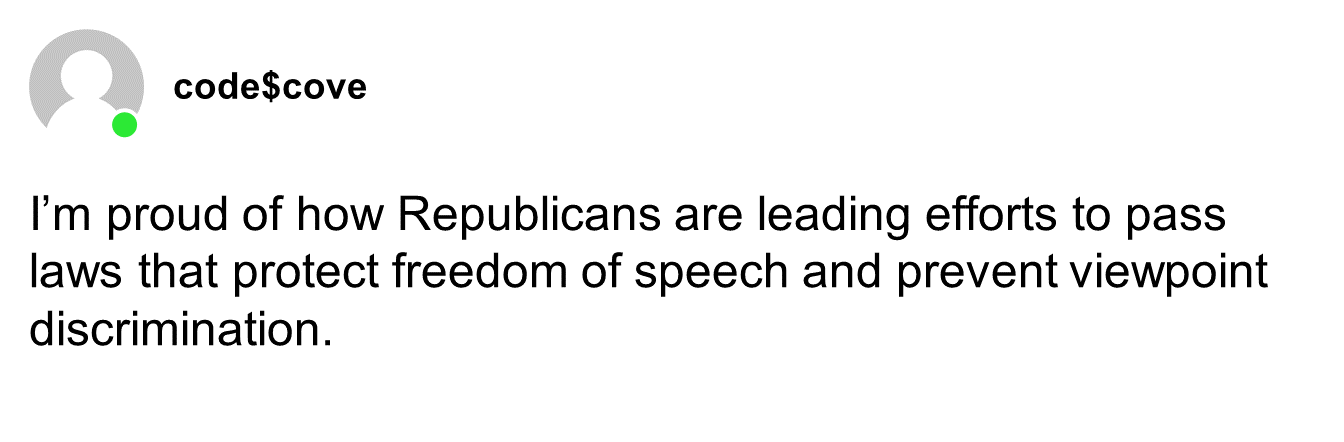 code$cove
I’m proud of how Republicans are leading efforts to pass
laws that protect freedom of speech and prevent viewpoint
discrimination.